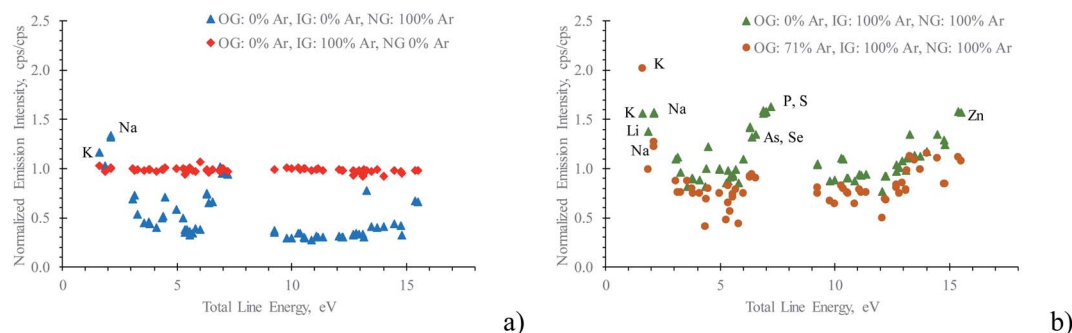 OG: 0% Ar, IG: 0% Ar, NG: 100% Ar
OG: 0% Ar, IG: 100% Ar, NG 0% Ar
Normalized Emission Intensity, cps/cps
2.5
2.0
1.5
1.0
0.5
0.0
Na
K
0 5 10 15
Total Line Energy, eV
a)
OG: 0% Ar, IG: 100% Ar, NG: 100% Ar
OG: 71% Ar, IG: 100% Ar, NG: 100% Ar
Normalized Emission Intensity, cps/cps
2.5
2.0
1.5
1.0
0.5
0.0
K
P, S
K
Na
Zn
Li
As, Se
Na
0 5 10 15
Total Line Energy, eV
b)